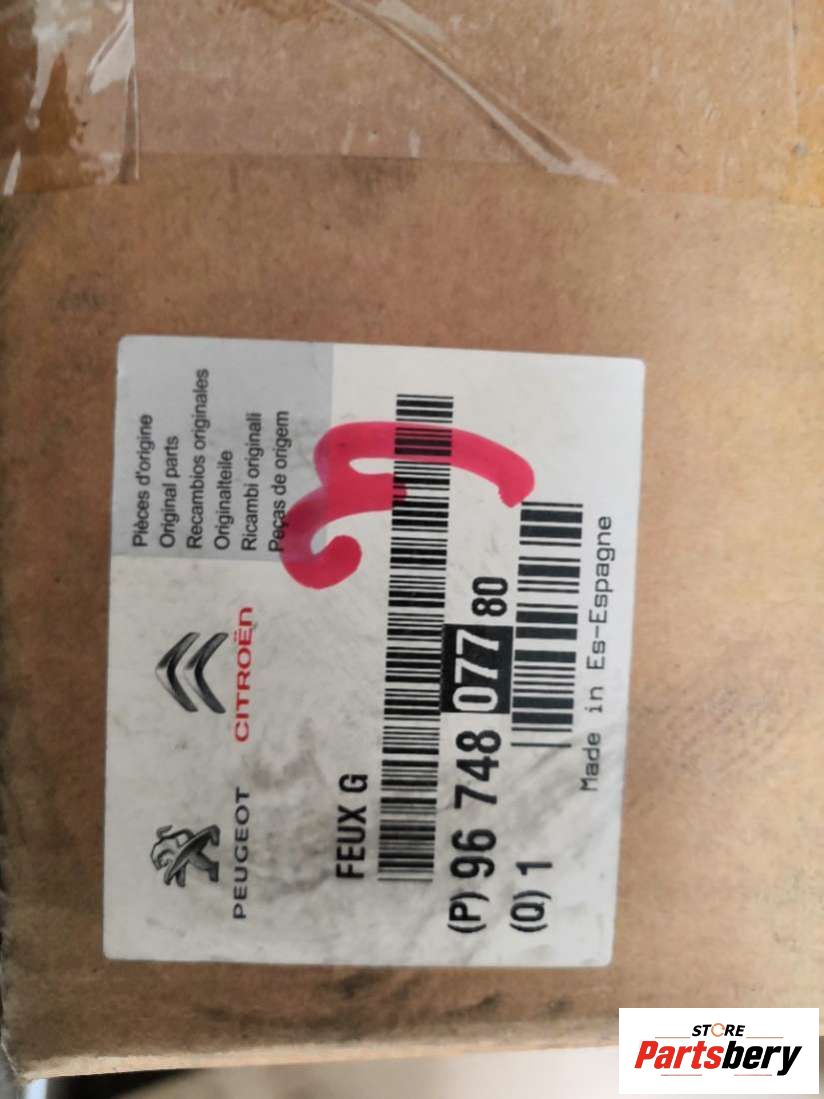 PEUGEOT
CITROËN
Pièces d'origine
Original parts
Recambios originales
Originalteile
Ricambi originali
Peças de origem
FEUX G
(P) 96 748 077 80
(Q) 1
Made in Es-Espagne
STORE
Partsbery